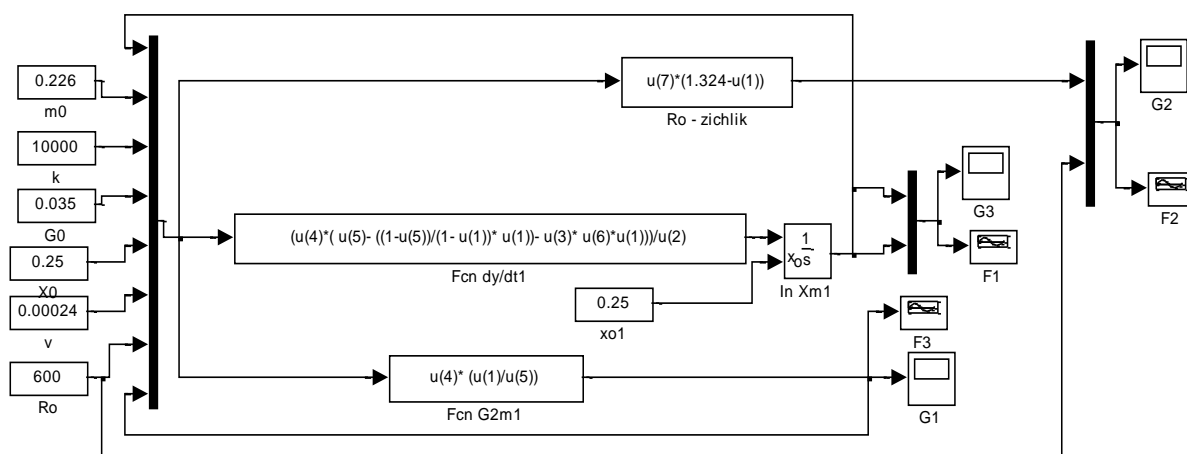 0.226
m0
10000
k
0.035
G0
0.25
X0
0.00024
v
600
Ro
u(7)*(1.324-u(1))
Ro - zichlik
(u(4)*( u(5)- ((1-u(5))/(1- u(1))* u(1))- u(3)* u(6)*u(1)))/u(2)
Fcn dy/dt1
0.25
xo1
1
xo s
In Xm1
u(4)* (u(1)/u(5))
Fcn G2m1
G3
F1
F3
G1
G2
F2